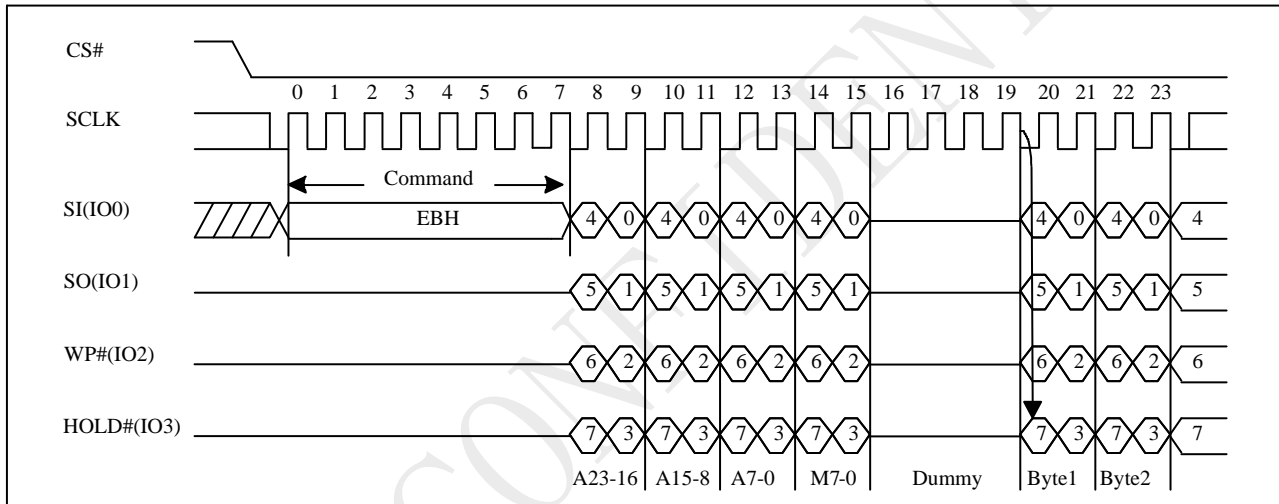 CS#
0 1 2 3 4 5 6 7 8 9 10 11 12 13 14 15 16 17 18 19 20 21 22 23
SCLK
Command
SI(IO0) EBH 4 0 4 0 4 0 4 0 4 0 4 0 4
SO(IO1) 5 1 5 1 5 1 5 1 5 1 5 1 5
WP#(IO2) 6 2 6 2 6 2 6 2 6 2 6 2 6
HOLD#(IO3) 7 3 7 3 7 3 7 3 7 3 7 3 7
A23-16 A15-8 A7-0 M7-0 Dummy Byte1 Byte2